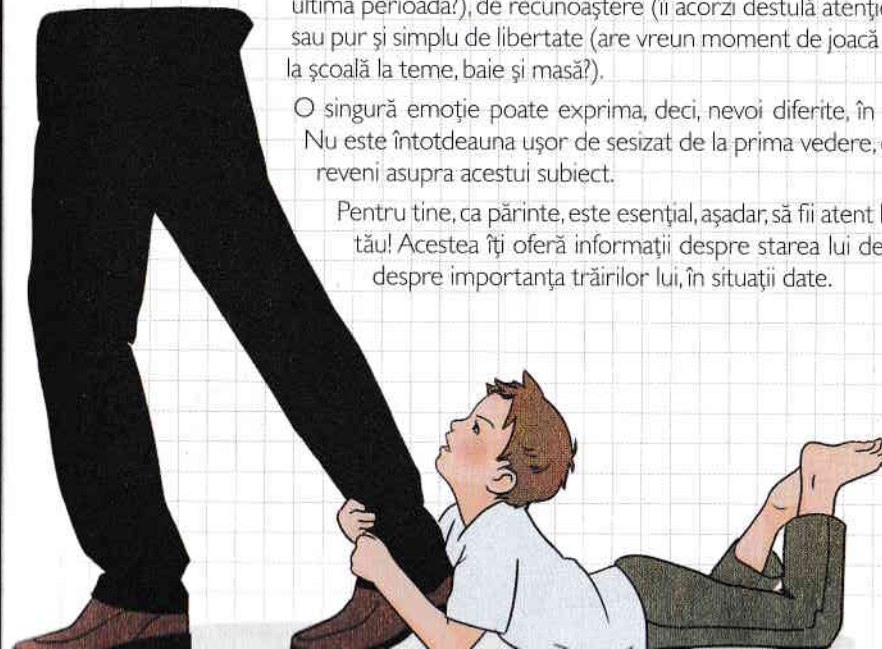 ultima perioadă?), de recunoaștere (îi acorzi destulă atenție
sau pur și simplu de libertate (are vreun moment de joacă
la școală la teme, baie și masă?).
O singură emoție poate exprima, deci, nevoi diferite, în
Nu este întotdeauna ușor de sesizat de la prima vedere,
reveni asupra acestui subiect.
Pentru tine, ca părinte, este esențial, așadar, să fii atent
tău! Acestea îți oferă informații despre starea lui de
despre importanța trăirilor lui, în situații date.